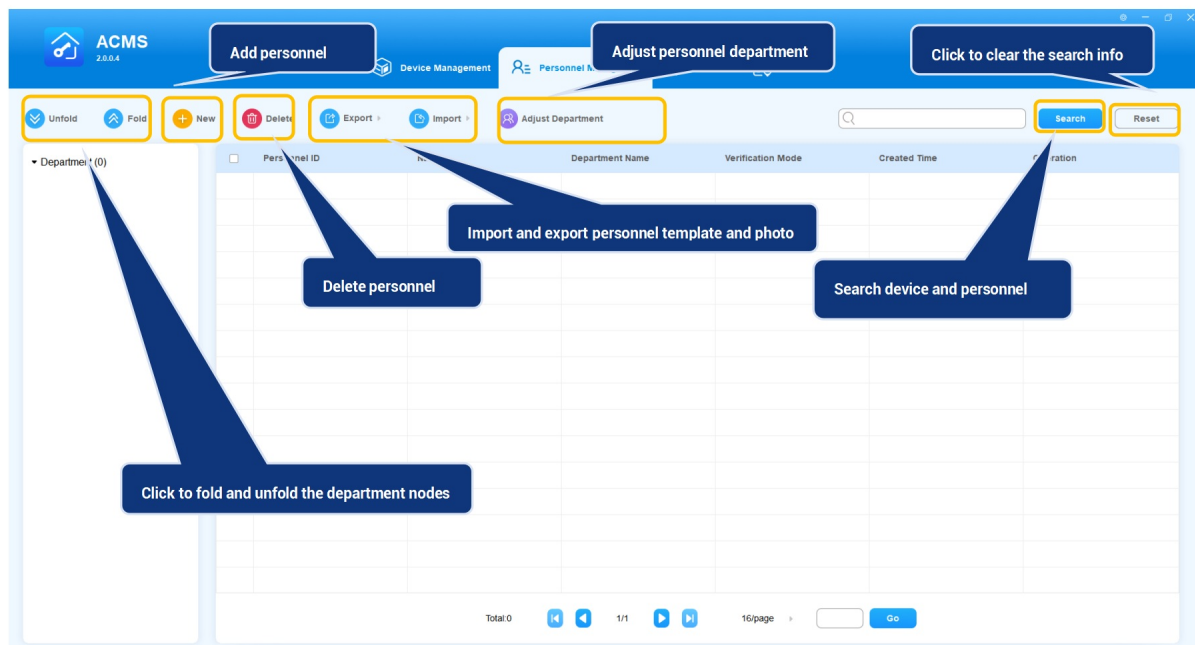 ACMS
2.0.0.4
Add personnel
Device Management
Personnel M
Adjust personnel department
Click to clear the search info
Unfold
Fold
New
Delete
Export
Import
Adjust Department
Search
Reset
Department (0)
Personnel ID
Department Name
Verification Mode
Created Time
Import and export personnel template and photo
Delete personnel
Search device and personnel
Click to fold and unfold the department nodes
Total:0
1/1
16/page
Go